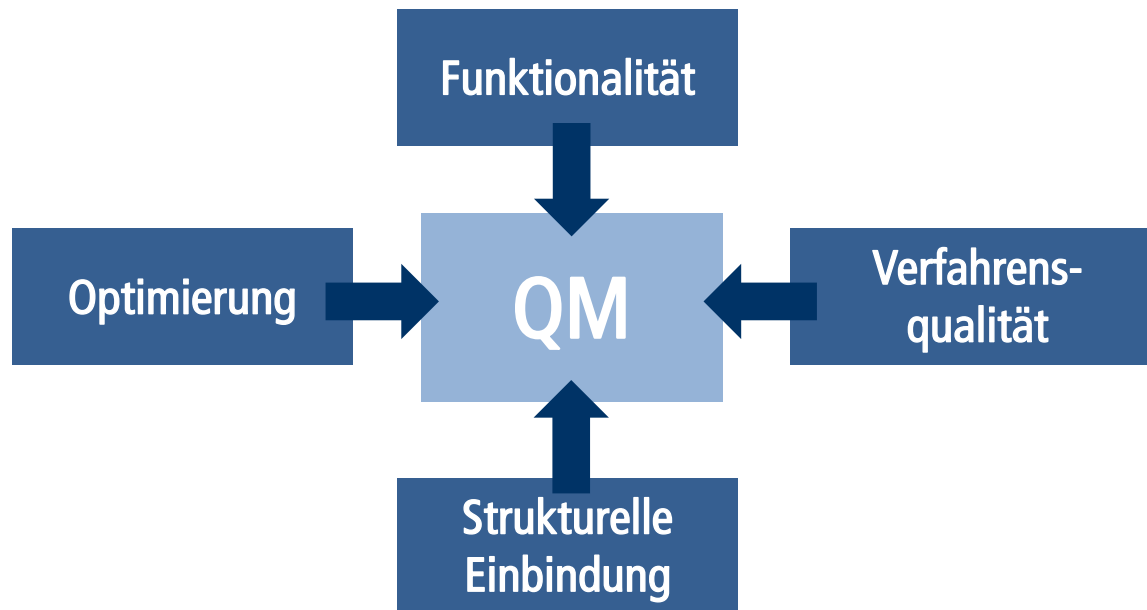 Funktionalität
Optimierung
QM
Verfahrens-
qualität
Strukturelle
Einbindung